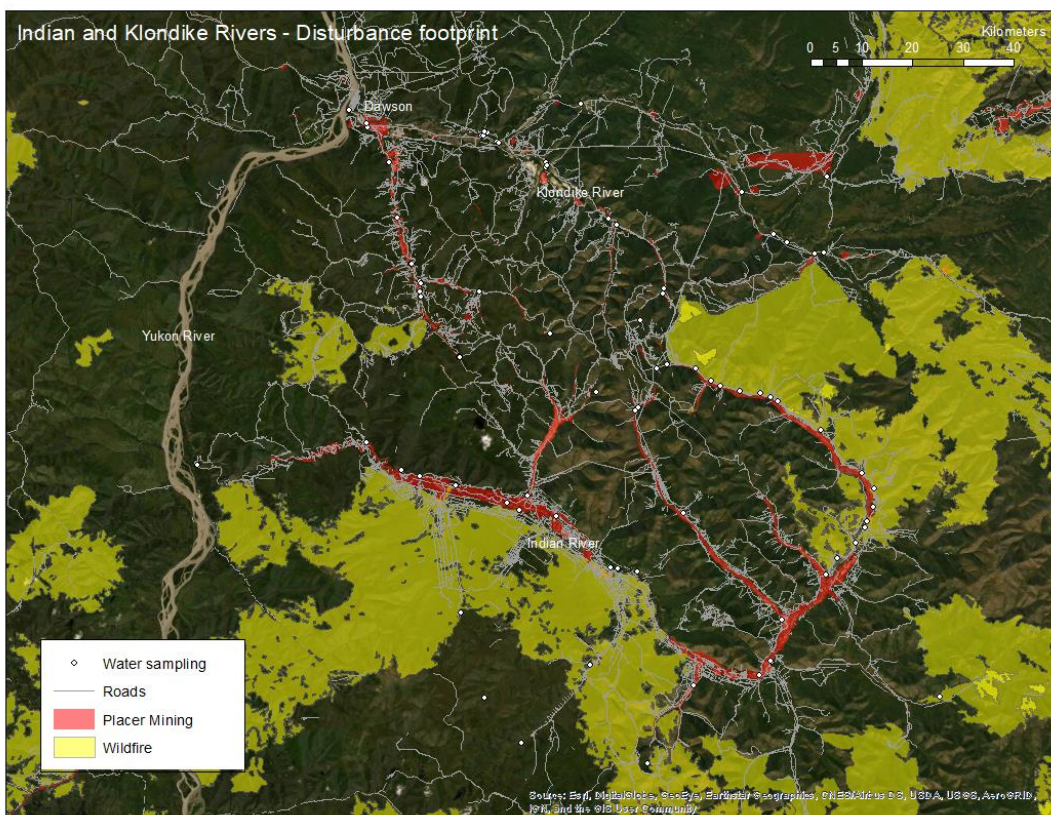 Indian and Klondike Rivers - Disturbance footprint
Kilometers
0 5 10 20 30 40
Dawson
Klondike River
Yukon River
Indian River
Water sampling
Roads
Placer Mining
Wildfire
Source: Esri, DigitalGlobe, GeoEye, Earthstar Geographics, CNES/Airbus DS, USDA, USGS, AeroGRID,
IGN, and the GIS User Community